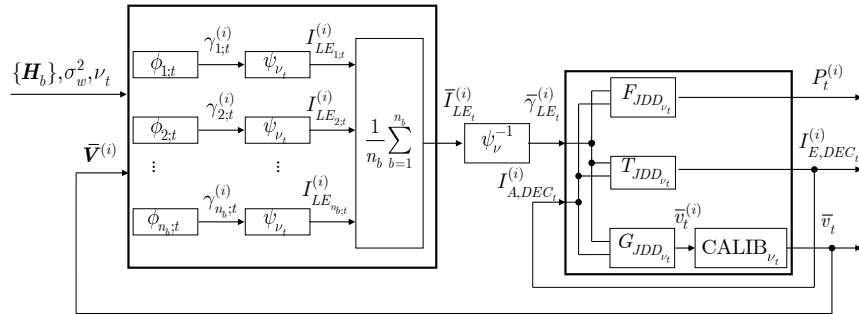 {H_b}, σ_w^2, ν_t
V̄^(i)
ϕ_{1;t} γ_{1;t}^{(i)} ψ_{ν_t} I_{LE_{1;t}}^{(i)}
ϕ_{2;t} γ_{2;t}^{(i)} ψ_{ν_t} I_{LE_{2;t}}^{(i)}
⋮ ⋮
ϕ_{n_b;t} γ_{n_b;t}^{(i)} ψ_{ν_t} I_{LE_{n_b;t}}^{(i)}
1/n_b ∑_{b=1}^{n_b}
Ī_{LE_t}^{(i)} ψ_ν^{-1} γ̄_{LE_t}^{(i)}
I_{A,DEC_t}^{(i)}
F_{JDD_{ν_t}} P_t^{(i)}
T_{JDD_{ν_t}} I_{E,DEC_t}^{(i)}
G_{JDD_{ν_t}} v̄_t^{(i)} CALIB_{ν_t} v̄_t